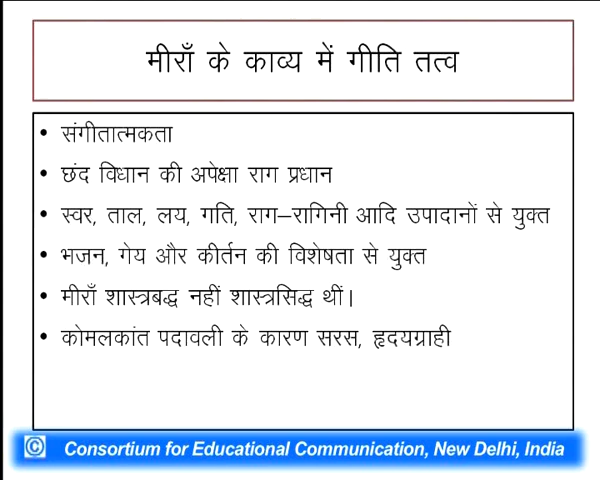 मीराँ के काव्य में गीति तत्व
• संगीतात्मकता
• छंद विधान की अपेक्षा राग प्रधान
• स्वर, ताल, लय, गति, राग–रागिनी आदि उपादानों से युक्त
• भजन, गेय और कीर्तन की विशेषता से युक्त
• मीराँ शास्त्रबद्ध नहीं शास्त्रसिद्ध थीं।
• कोमलकांत पदावली के कारण सरस, हृदयग्राही
© Consortium for Educational Communication, New Delhi, India